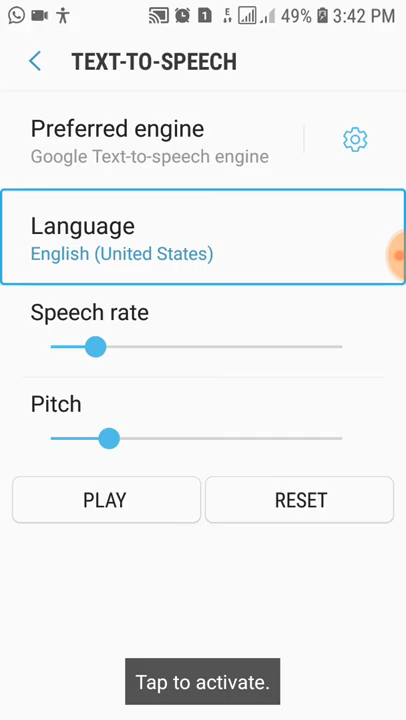 49% 3:42 PM
TEXT-TO-SPEECH
Preferred engine
Google Text-to-speech engine
Language
English (United States)
Speech rate
Pitch
PLAY RESET
Tap to activate.